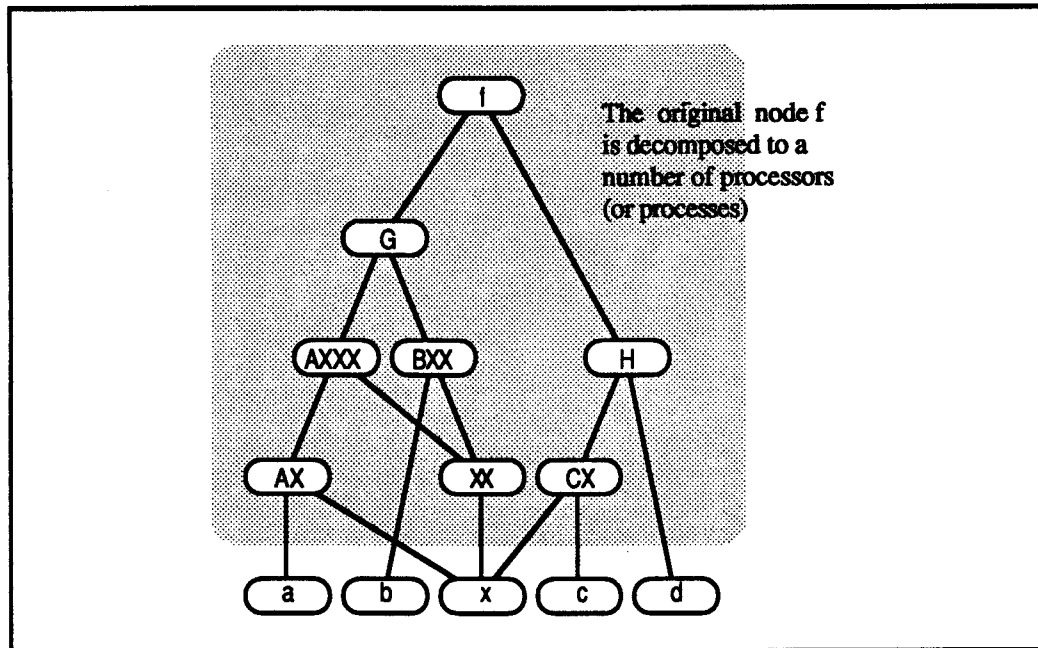 f
The original node f
is decomposed to a
number of processors
(or processes)
G
AXXX
BXX
H
AX
XX
CX
a
b
x
c
d